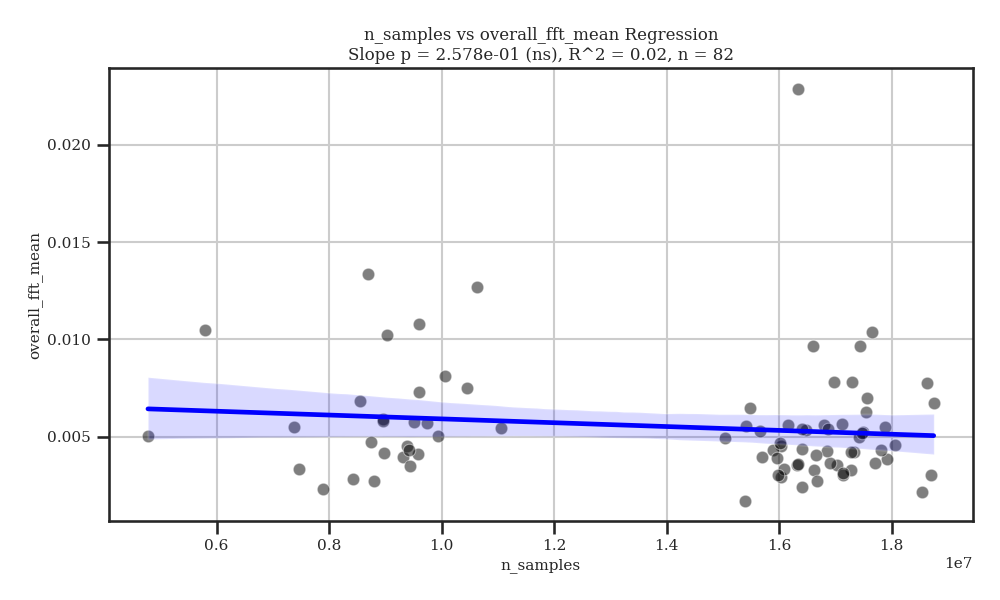 n_samples vs overall_fft_mean Regression
Slope p = 2.578e-01 (ns), R^2 = 0.02, n = 82
overall_fft_mean
0.020
0.015
0.010
0.005
0.6
0.8
1.0
1.2
1.4
1.6
1.8
1e7
n_samples